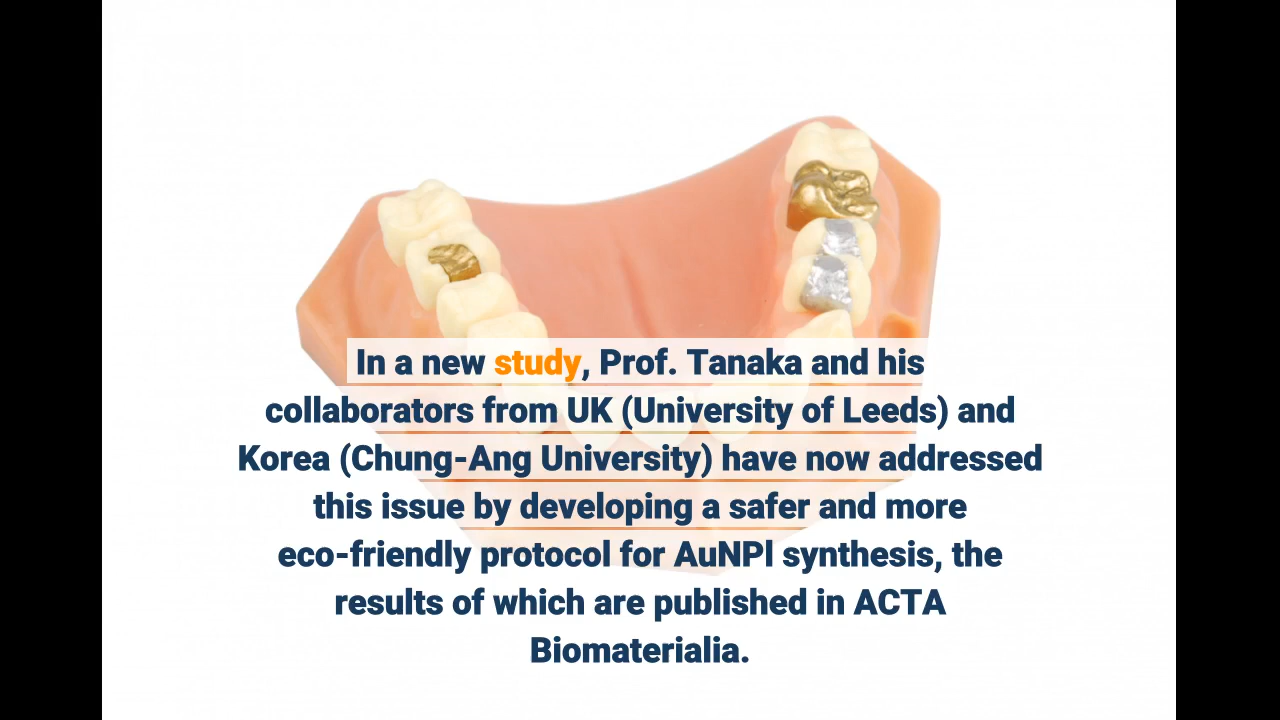 In a new study, Prof. Tanaka and his
collaborators from UK (University of Leeds) and
Korea (Chung-Ang University) have now addressed
this issue by developing a safer and more
eco-friendly protocol for AuNPl synthesis, the
results of which are published in ACTA
Biomaterialia.